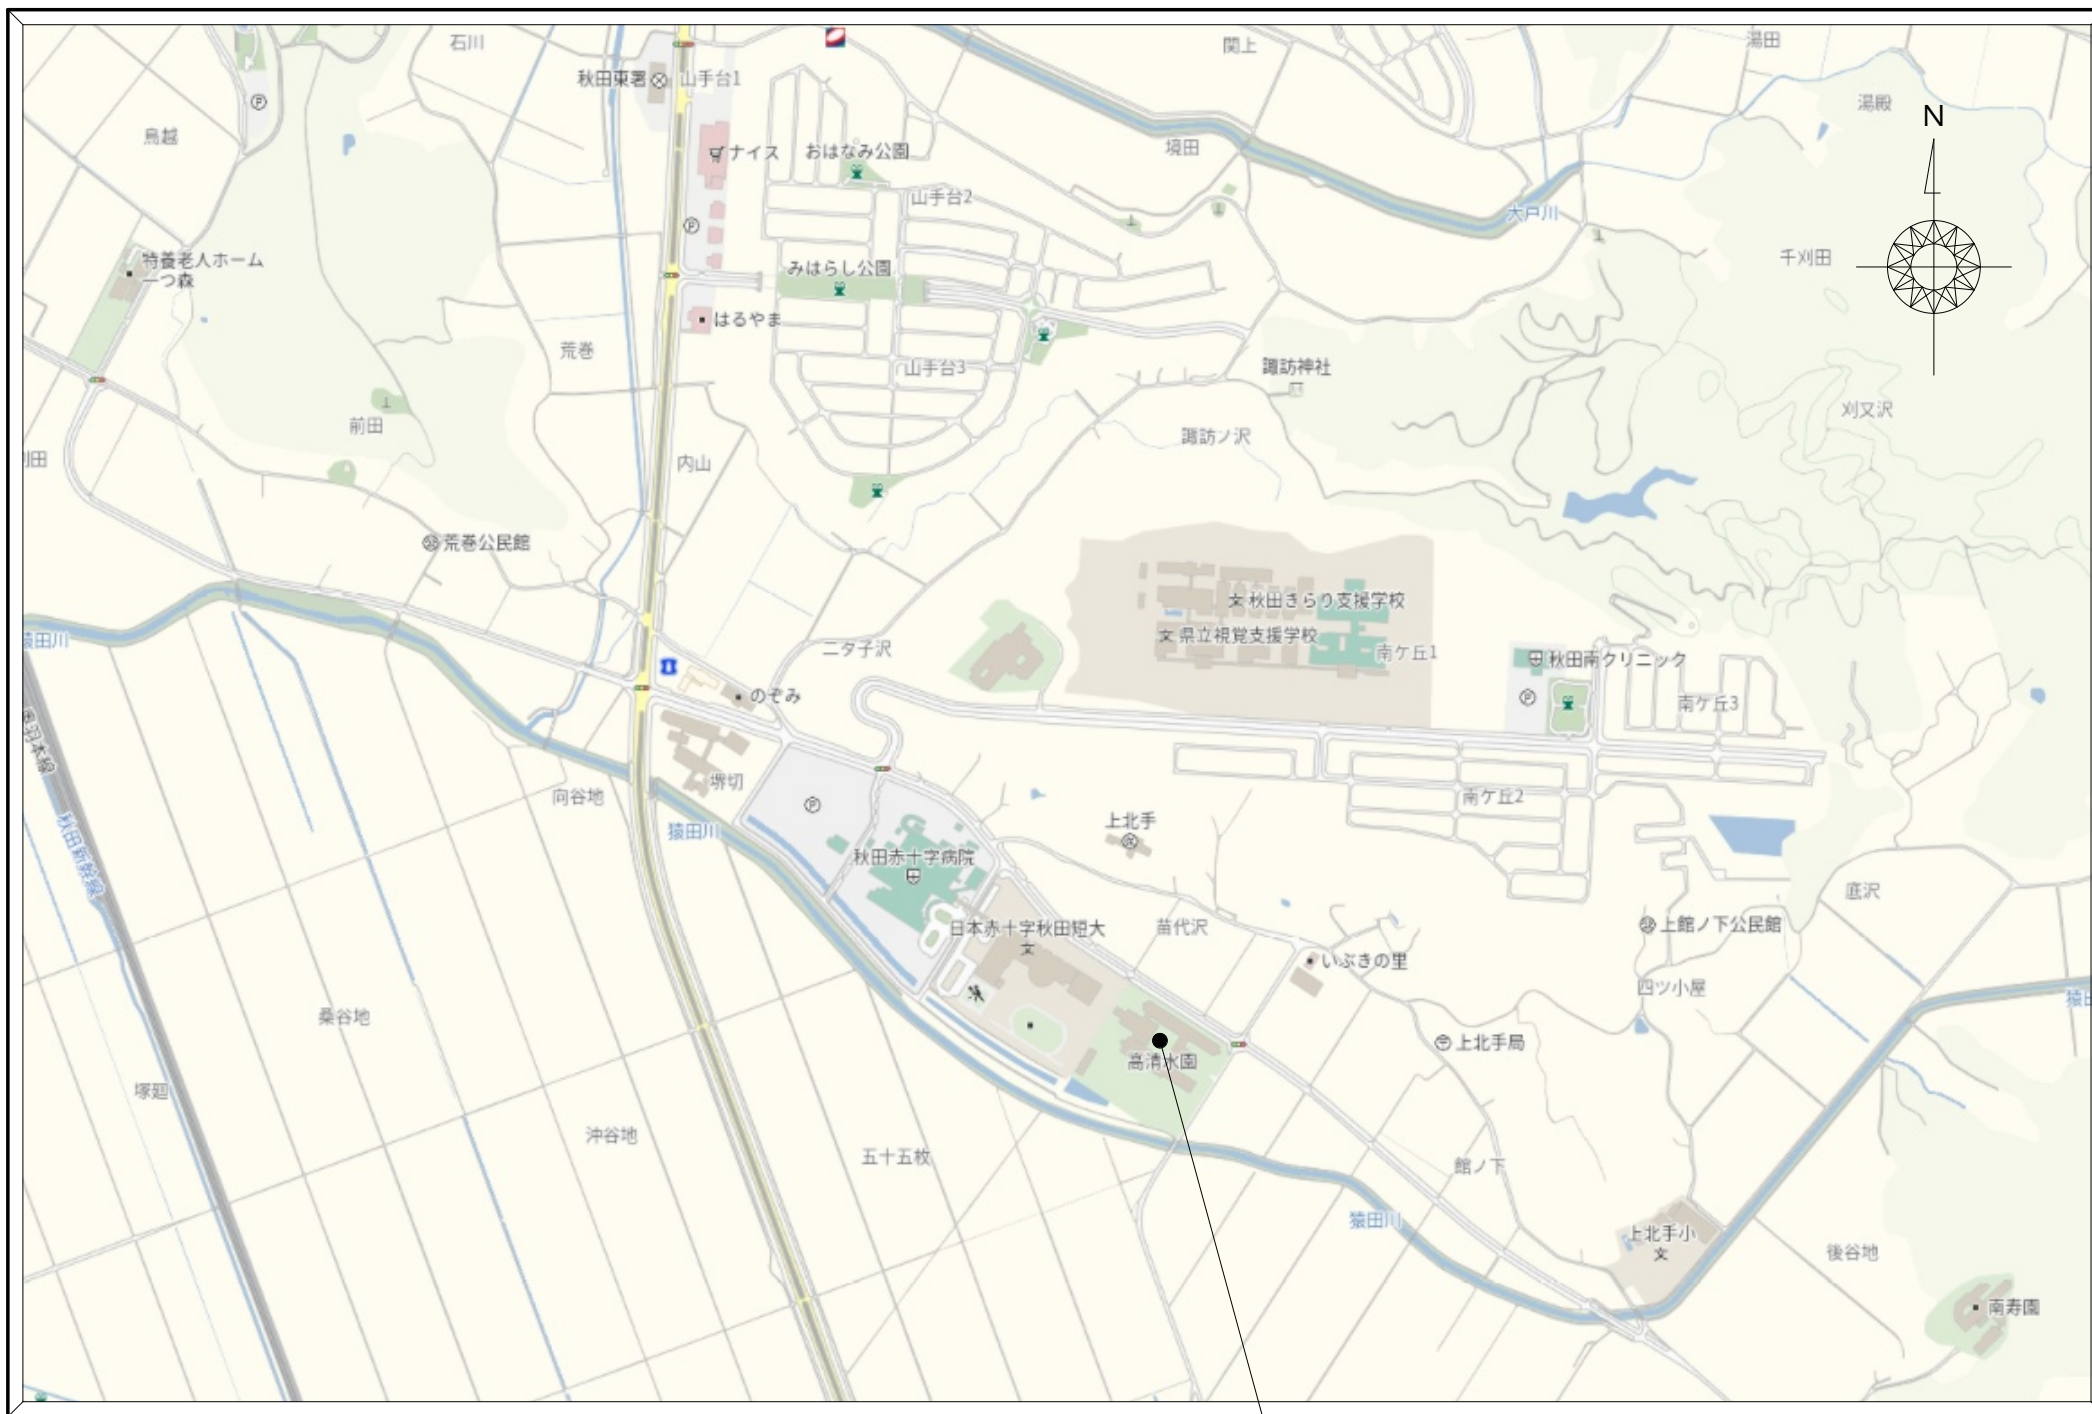 石川
関上
湯田
秋田東署
山手台1
湯殿
N
鳥越
ナイス
おはなみ公園
境田
山手台2
大戸川
特養老人ホーム
一つ森
みはらし公園
千刈田
はるやま
荒巻
山手台3
諏訪神社
刈又沢
前田
諏訪ノ沢
内山
荒巻公民館
文 秋田きらり支援学校
文 県立視覚支援学校
猿田川
二タ子沢
南ケ丘1
秋田南クリニック
のぞみ
南ケ丘3
奥羽本線
堺切
向谷地
南ケ丘2
猿田川
上北手
秋田新幹線
秋田赤十字病院
底沢
日本赤十字秋田短大
文
苗代沢
上館ノ下公民館
いぶきの里
四ツ小屋
桑谷地
上北手局
高清水園
塚廻
沖谷地
五十五枚
館ノ下
猿田川
上北手小
文
後谷地
南寿園